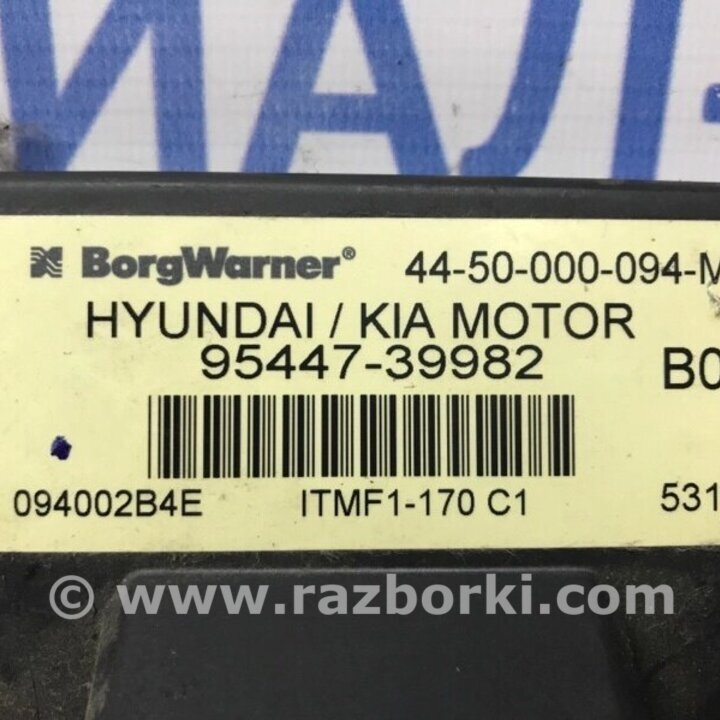 ИАЛ
BorgWarner® 44-50-000-094-M
HYUNDAI / KIA MOTOR
95447-39982 B0
094002B4E ITMF1-170 C1 531
© www.razborki.com